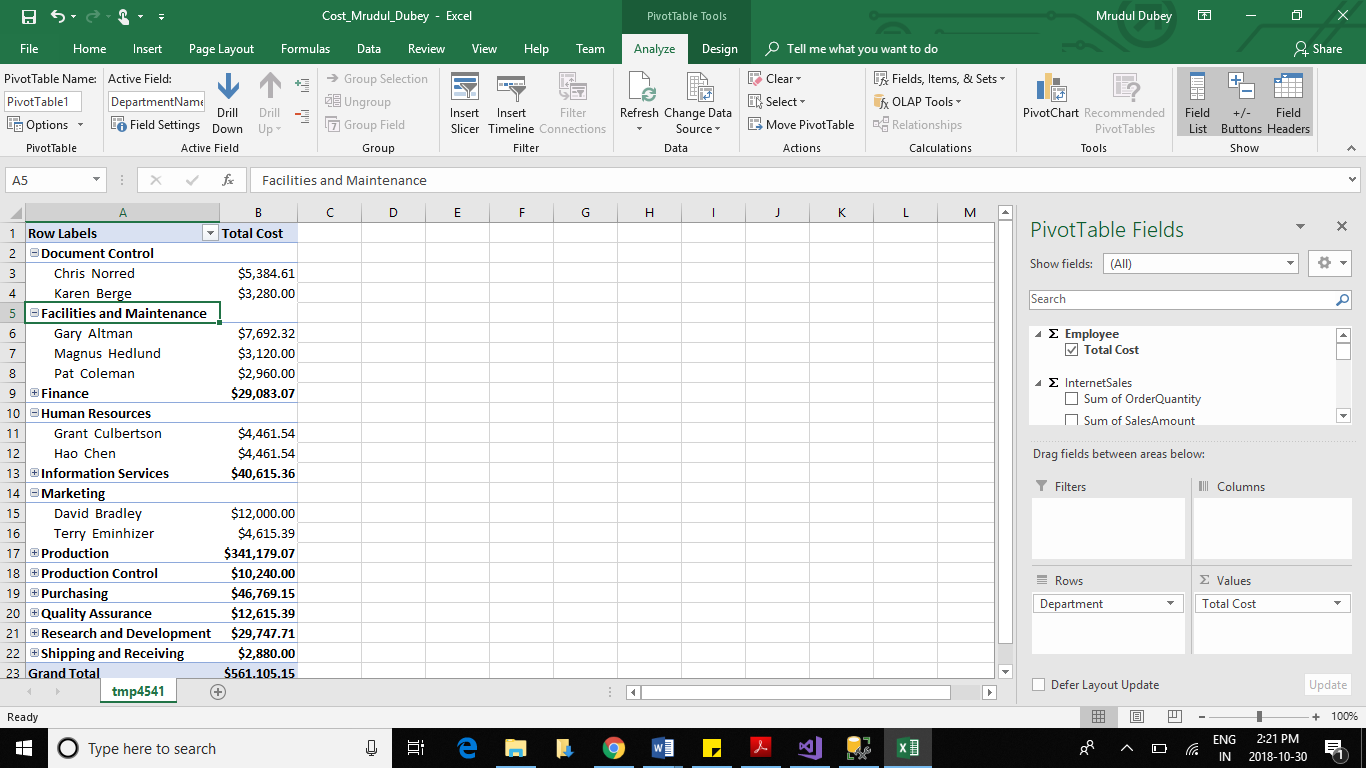 Cost_Mrudul_Dubey - Excel
PivotTable Tools
Mrudul Dubey
File Home Insert Page Layout Formulas Data Review View Help Team Analyze Design Tell me what you want to do Share
PivotTable Name:
PivotTable1
Options
PivotTable
Active Field:
DepartmentName
Field Settings
Drill Down
Drill Up
Active Field
Group Selection
Ungroup
Group Field
Group
Insert Slicer
Insert Timeline
Filter Connections
Filter
Refresh
Change Data Source
Data
Clear
Select
Move PivotTable
Actions
Fields, Items, & Sets
OLAP Tools
Relationships
Calculations
PivotChart
Recommended PivotTables
Tools
Field List
+/- Buttons
Field Headers
Show
A5 fx Facilities and Maintenance
A B C D E F G H I J K L M
1 Row Labels Total Cost
2 Document Control
3 Chris Norred $5,384.61
4 Karen Berge $3,280.00
5 Facilities and Maintenance
6 Gary Altman $7,692.32
7 Magnus Hedlund $3,120.00
8 Pat Coleman $2,960.00
9 Finance $29,083.07
10 Human Resources
11 Grant Culbertson $4,461.54
12 Hao Chen $4,461.54
13 Information Services $40,615.36
14 Marketing
15 David Bradley $12,000.00
16 Terry Eminhizer $4,615.39
17 Production $341,179.07
18 Production Control $10,240.00
19 Purchasing $46,769.15
20 Quality Assurance $12,615.39
21 Research and Development $29,747.71
22 Shipping and Receiving $2,880.00
23 Grand Total $561,105.15
tmp4541
PivotTable Fields
Show fields: (All)
Search
Σ Employee
Total Cost
Σ InternetSales
Sum of OrderQuantity
Sum of SalesAmount
Drag fields between areas below:
Filters
Columns
Rows
Σ Values
Department
Total Cost
Defer Layout Update
Update
Ready
100%
Type here to search
ENG
IN
2:21 PM
2018-10-30
1